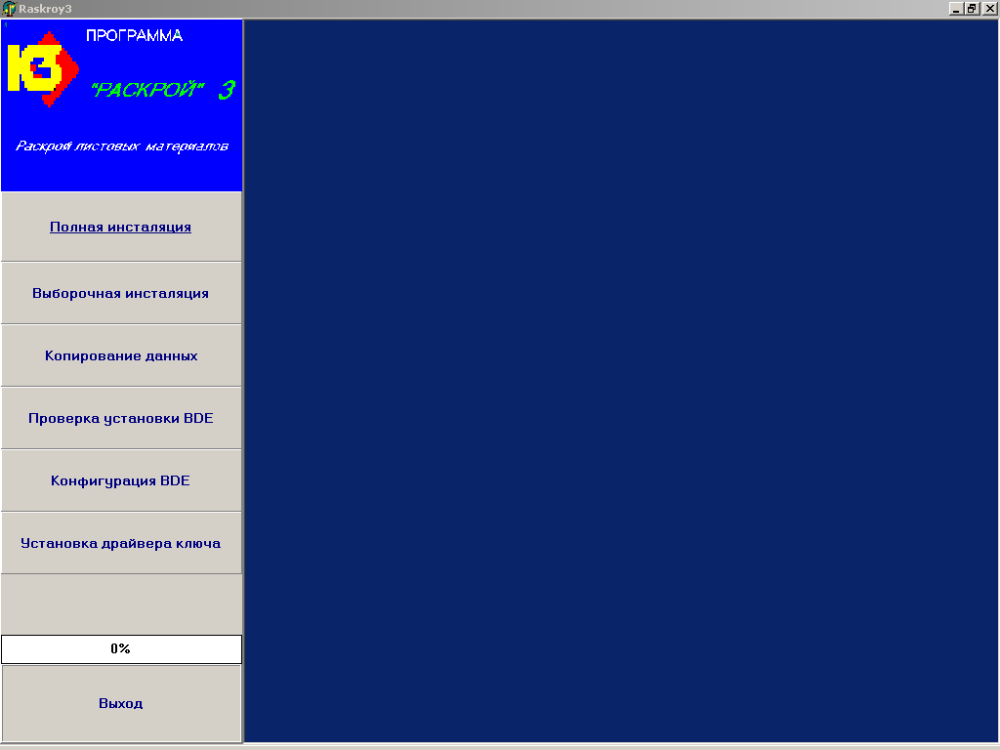 Raskroy3
ПРОГРАММА
К3
"РАСКРОЙ" 3
Раскрой листовых материалов
Полная инсталяция
Выборочная инсталяция
Копирование данных
Проверка установки BDE
Конфигурация BDE
Установка драйвера ключа
0%
Выход